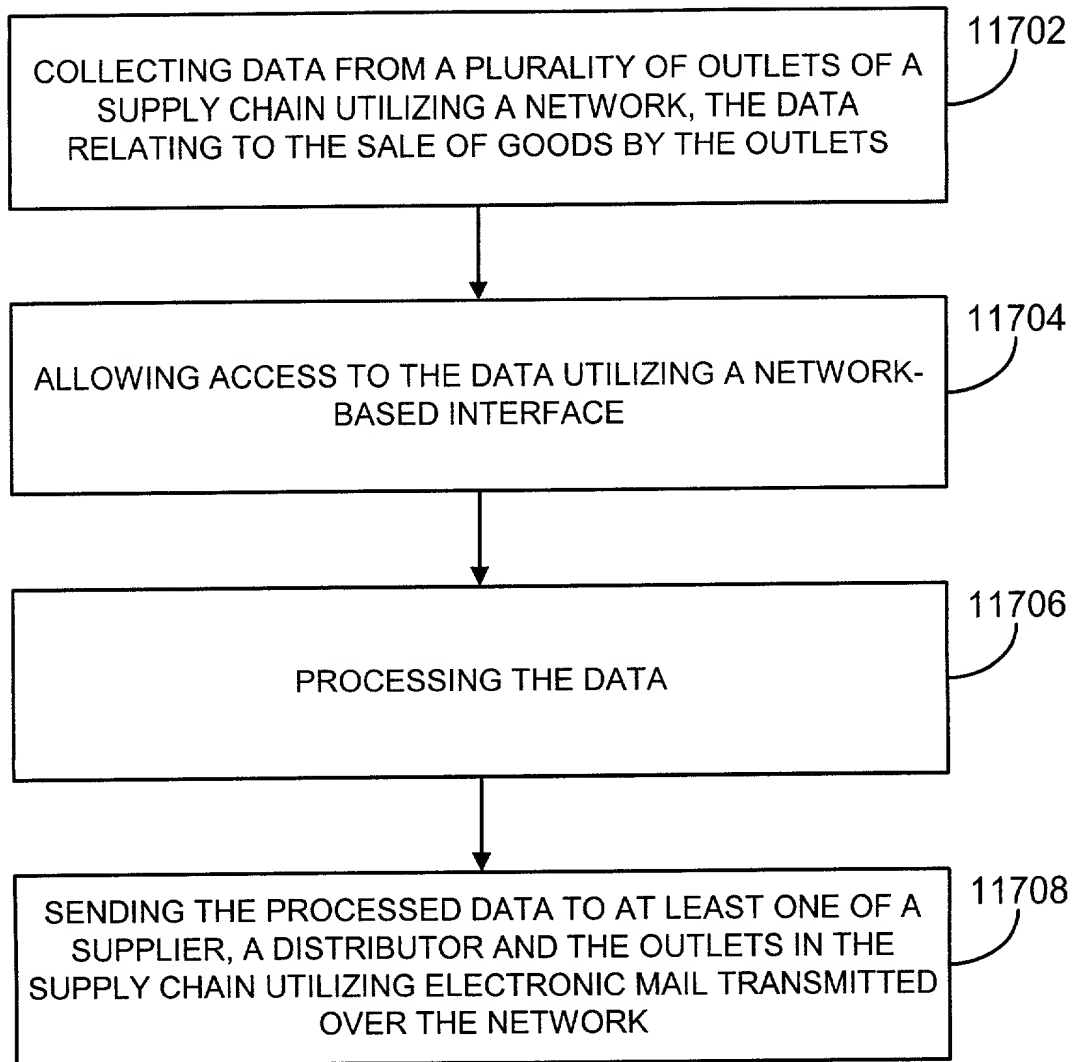 11702
COLLECTING DATA FROM A PLURALITY OF OUTLETS OF A
SUPPLY CHAIN UTILIZING A NETWORK, THE DATA
RELATING TO THE SALE OF GOODS BY THE OUTLETS
11704
ALLOWING ACCESS TO THE DATA UTILIZING A NETWORK-
BASED INTERFACE
11706
PROCESSING THE DATA
11708
SENDING THE PROCESSED DATA TO AT LEAST ONE OF A
SUPPLIER, A DISTRIBUTOR AND THE OUTLETS IN THE
SUPPLY CHAIN UTILIZING ELECTRONIC MAIL TRANSMITTED
OVER THE NETWORK